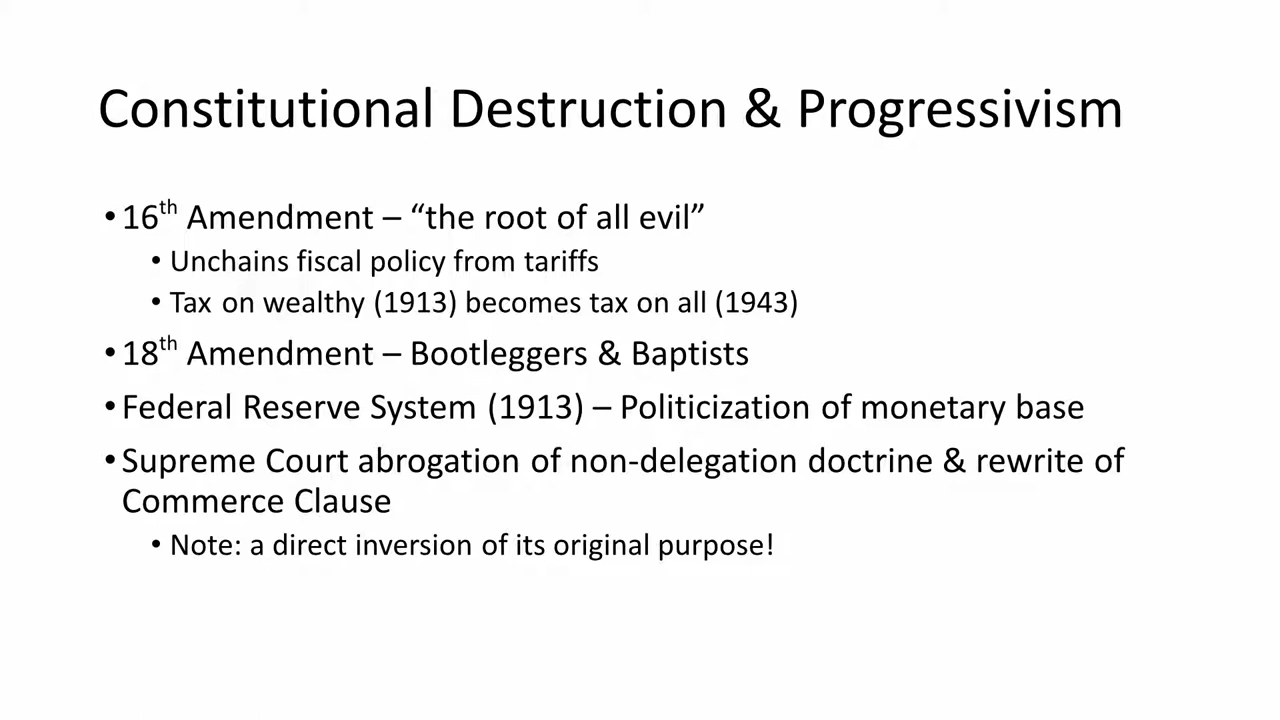 Constitutional Destruction & Progressivism
•16th Amendment – “the root of all evil”
• Unchains fiscal policy from tariffs
• Tax on wealthy (1913) becomes tax on all (1943)
•18th Amendment – Bootleggers & Baptists
•Federal Reserve System (1913) – Politicization of monetary base
•Supreme Court abrogation of non-delegation doctrine & rewrite of
Commerce Clause
• Note: a direct inversion of its original purpose!